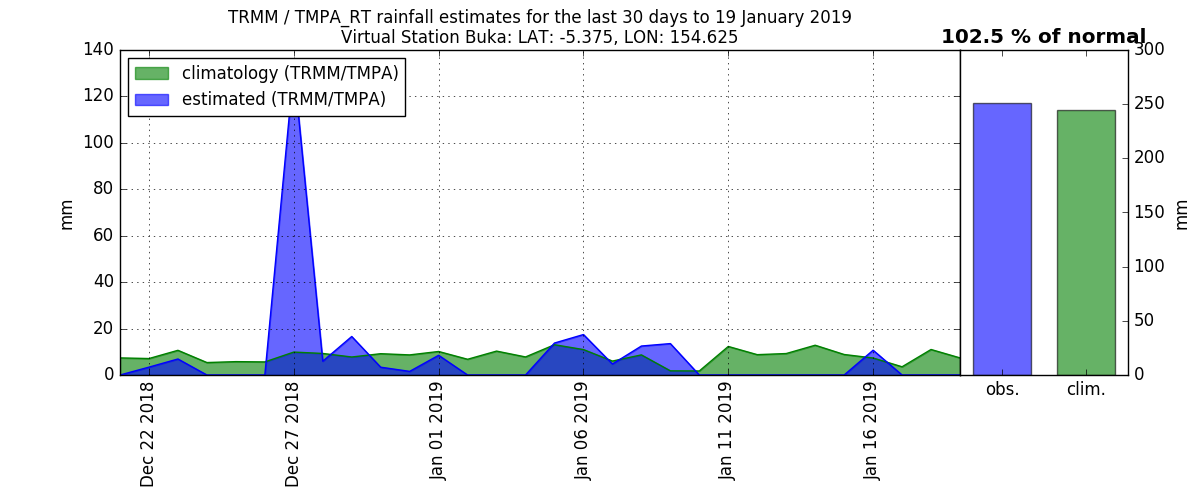 TRMM / TMPA_RT rainfall estimates for the last 30 days to 19 January 2019
Virtual Station Buka: LAT: -5.375, LON: 154.625
102.5 % of normal
climatology (TRMM/TMPA)
estimated (TRMM/TMPA)
mm
140
120
100
80
60
40
20
0
Dec 22 2018
Dec 27 2018
Jan 01 2019
Jan 06 2019
Jan 11 2019
Jan 16 2019
300
250
200
150
100
50
0
mm
obs.
clim.